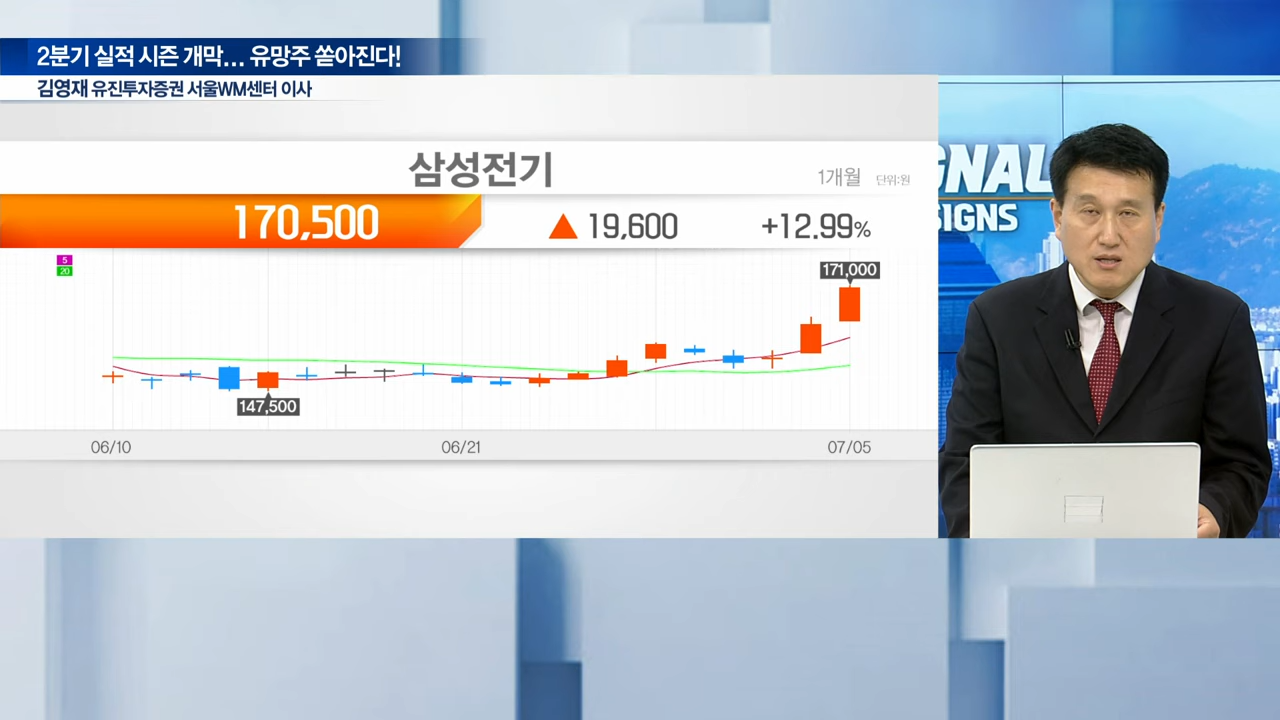 2분기 실적 시즌 개막... 유망주 쏟아진다!
김영재 유진투자증권 서울WM센터 이사
삼성전기
1개월 단위:원
170,500 ▲ 19,600 +12.99%
5
20
171,000
147,500
06/10 06/21 07/05
GNAL
SIGNS